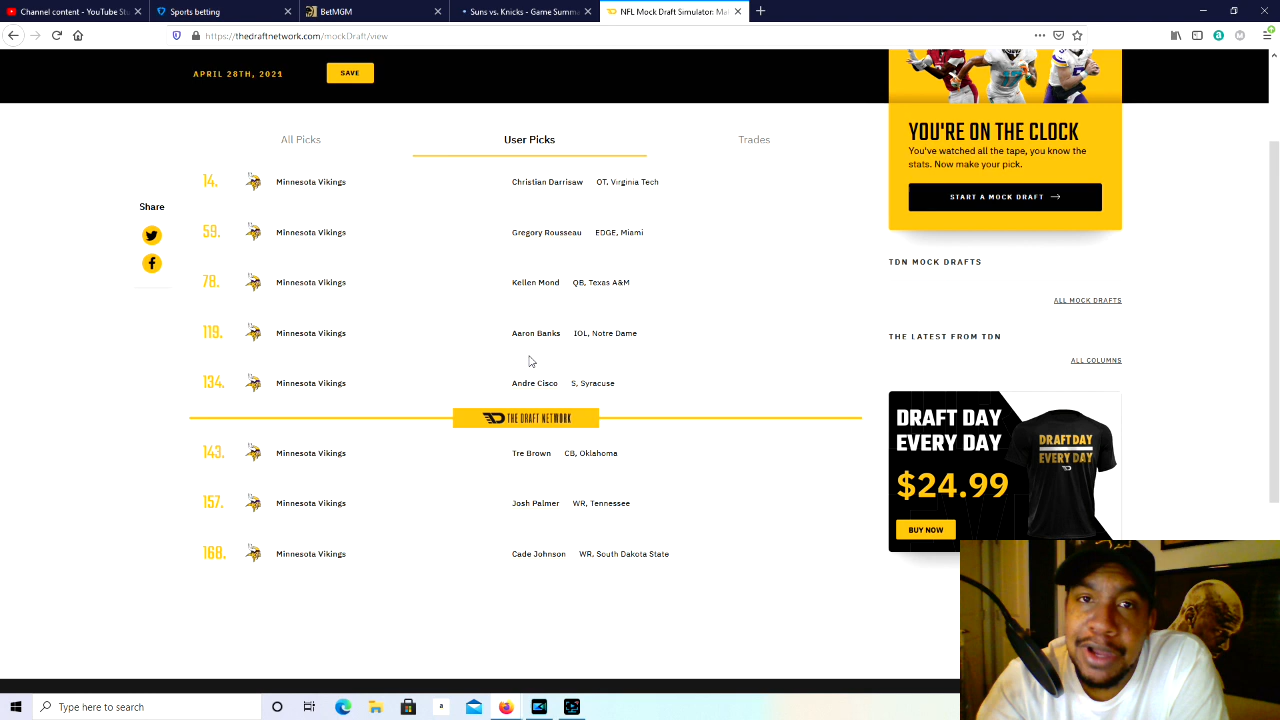 Channel content - YouTube Stu
Sports betting
BetMGM
Suns vs. Knicks - Game Summa
NFL Mock Draft Simulator: Ma
https://thedraftnetwork.com/mockDraft/view
APRIL 28TH, 2021
SAVE
All Picks
User Picks
Trades
Share
14. Minnesota Vikings Christian Darrisaw OT, Virginia Tech
59. Minnesota Vikings Gregory Rousseau EDGE, Miami
78. Minnesota Vikings Kellen Mond QB, Texas A&M
119. Minnesota Vikings Aaron Banks IOL, Notre Dame
134. Minnesota Vikings Andre Cisco S, Syracuse
THE DRAFT NETWORK
143. Minnesota Vikings Tre Brown CB, Oklahoma
157. Minnesota Vikings Josh Palmer WR, Tennessee
168. Minnesota Vikings Cade Johnson WR, South Dakota State
YOU'RE ON THE CLOCK
You've watched all the tape, you know the
stats. Now make your pick.
START A MOCK DRAFT
TDN MOCK DRAFTS
ALL MOCK DRAFTS
THE LATEST FROM TDN
ALL COLUMNS
DRAFT DAY
EVERY DAY
$24.99
BUY NOW
DRAFT DAY
EVERY DAY
Type here to search